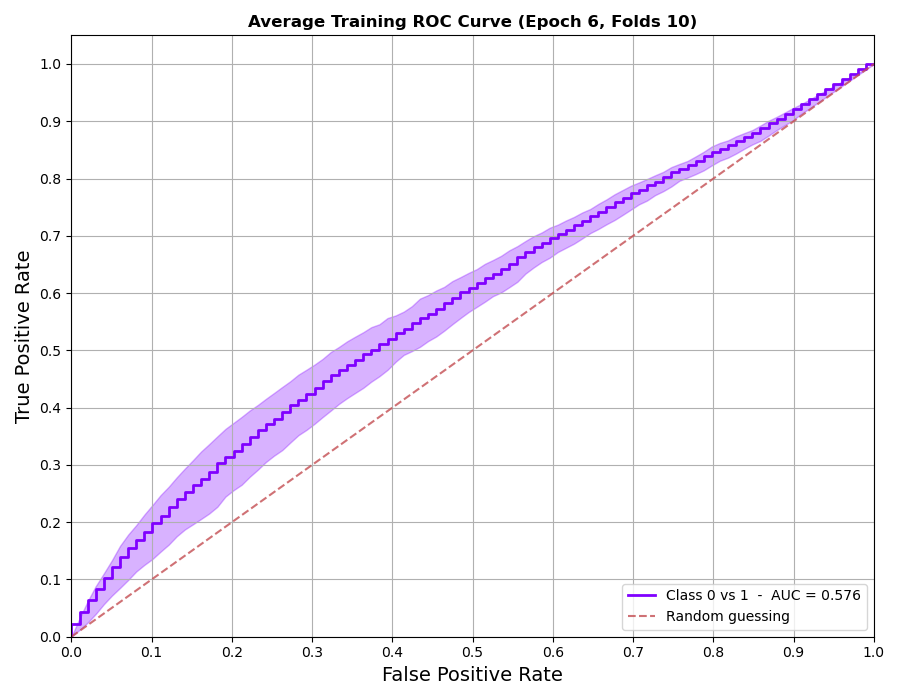 Average Training ROC Curve (Epoch 6, Folds 10)
True Positive Rate
1.0
0.9
0.8
0.7
0.6
0.5
0.4
0.3
0.2
0.1
0.0
Class 0 vs 1 - AUC = 0.576
Random guessing
0.0 0.1 0.2 0.3 0.4 0.5 0.6 0.7 0.8 0.9 1.0
False Positive Rate